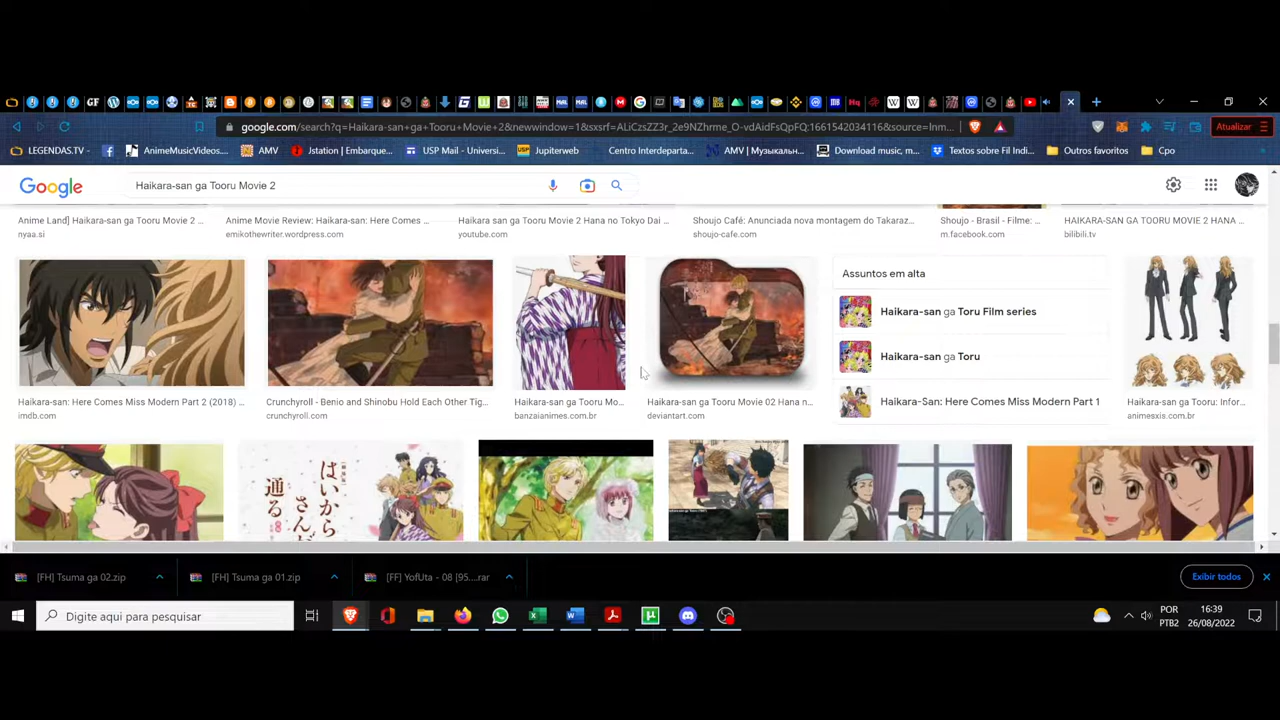 google.com/search?q=Haikara-san+ga+Tooru+Movie+2&newwindow=1&sxsrf=ALiCzsZZ3r_2e9NZhrme_O-vdAidFsQpFQ:1661542034116&source=lnm...
Atualizar
LEGENDAS.TV
AnimeMusicVideos...
AMV
Jstation | Embarque...
USP Mail - Universi...
Jupiterweb
Centro Interdeparta...
AMV | Музыкальн...
Download music, m...
Textos sobre Fil Indi...
Outros favoritos
Cpo
Google
Haikara-san ga Tooru Movie 2
Anime Land] Haikara-san ga Tooru Movie 2 ...
Anime Movie Review: Haikara-san: Here Comes ...
Haikara san ga Tooru Movie 2 Hana no Tokyo Dai ...
Shoujo Café: Anunciada nova montagem do Takaraz...
Shoujo - Brasil - Filme: ...
HAIKARA-SAN GA TOORU MOVIE 2 HANA ...
nyaa.si
emikothewriter.wordpress.com
youtube.com
shoujo-cafe.com
m.facebook.com
bilibili.tv
Assuntos em alta
Haikara-san ga Toru Film series
Haikara-san ga Toru
Haikara-San: Here Comes Miss Modern Part 1
Haikara-san: Here Comes Miss Modern Part 2 (2018) ...
Crunchyroll - Benio and Shinobu Hold Each Other Tig...
Haikara-san ga Tooru Mo...
Haikara-san ga Tooru Movie 02 Hana n...
Haikara-san ga Tooru: Infor...
imdb.com
crunchyroll.com
banzaianimes.com.br
deviantart.com
animesxis.com.br
はいからさんが通る
[FH] Tsuma ga 02.zip
[FH] Tsuma ga 01.zip
[FF] YofUta - 08 [95....rar
Exibir todos
Digite aqui para pesquisar
POR
PTB2
16:39
26/08/2022